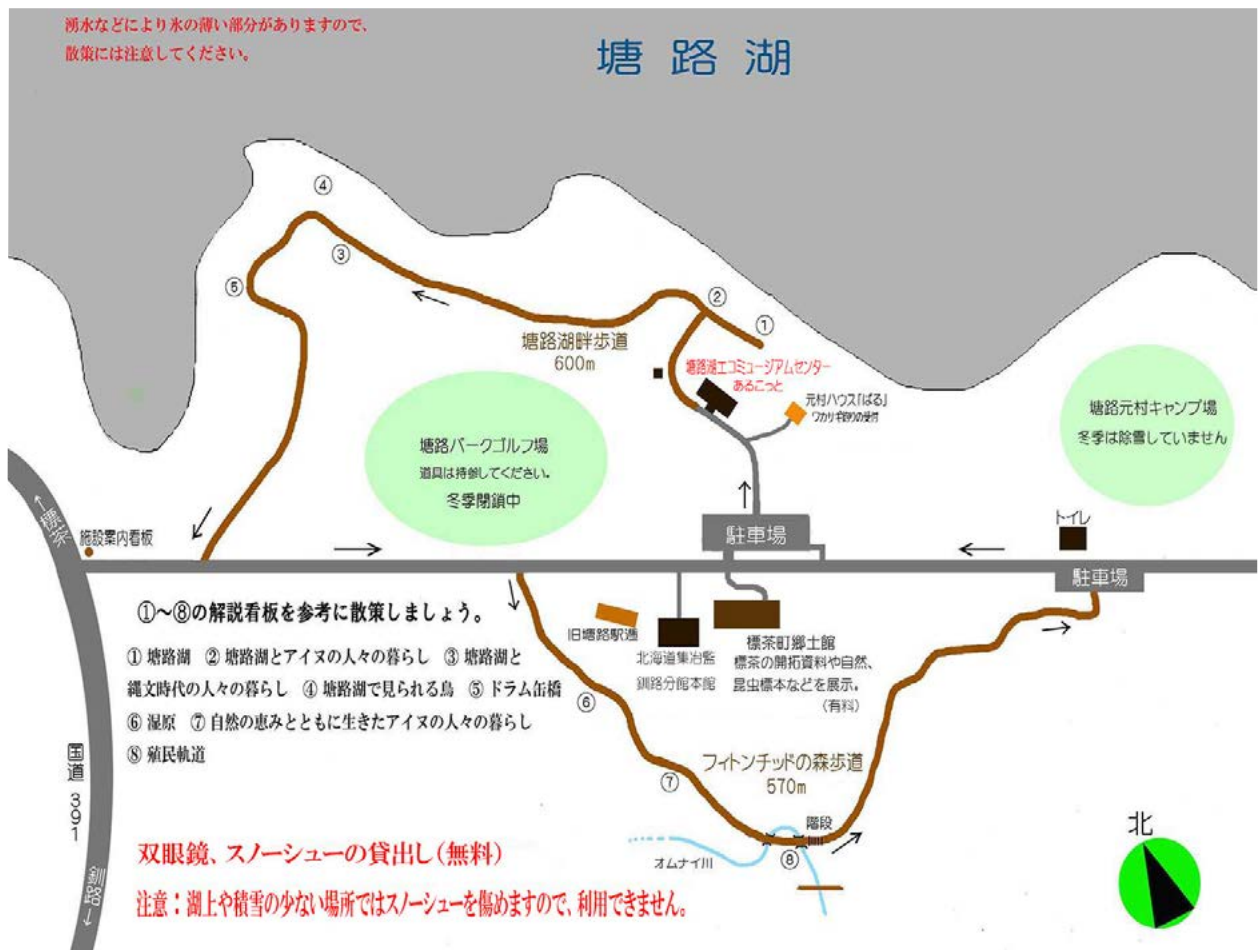 湧水などにより氷の薄い部分がありますので、
散策には注意してください。
塘路湖
④
③
⑤
②
①
塘路湖畔歩道
600m
塘路湖エコミュージアムセンター
あるこっと
元村ハウス「ぱる」
ワカサギ釣りの受付
塘路元村キャンプ場
冬季は除雪していません
塘路パークゴルフ場
道具は持参してください。
冬季閉鎖中
←標茶
施設案内看板
駐車場
トイレ
駐車場
①～⑧の解説看板を参考に散策しましょう。
① 塘路湖 ② 塘路湖とアイヌの人々の暮らし ③ 塘路湖と
縄文時代の人々の暮らし ④ 塘路湖で見られる鳥 ⑤ ドラム缶橋
⑥ 湿原 ⑦ 自然の恵みとともに生きたアイヌの人々の暮らし
⑧ 殖民軌道
旧塘路駅逓
北海道集治監
釧路分館本館
標茶町郷土館
標茶の開拓資料や自然、
昆虫標本などを展示。
(有料)
⑥
⑦
フィトンチッドの森歩道
570m
階段
⑧
オムナイ川
国道 391
釧路→
双眼鏡、スノーシューの貸出し(無料)
注意：湖上や積雪の少ない場所ではスノーシューを傷めますので、利用できません。
北